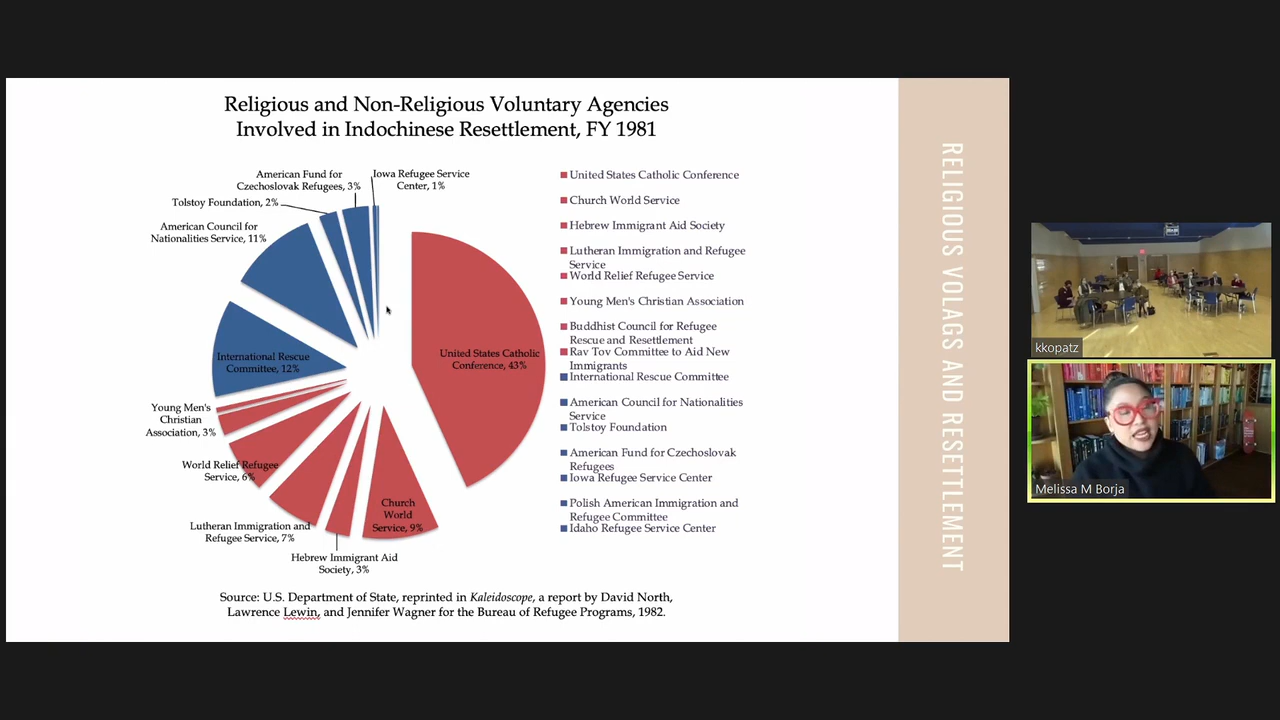 Religious and Non-Religious Voluntary Agencies
Involved in Indochinese Resettlement, FY 1981
American Fund for
Czechoslovak Refugees, 3%
Iowa Refugee Service
Center, 1%
Tolstoy Foundation, 2%
American Council for
Nationalities Service, 11%
International Rescue
Committee, 12%
United States Catholic
Conference, 43%
Young Men's
Christian
Association, 3%
World Relief Refugee
Service, 6%
Lutheran Immigration and
Refugee Service, 7%
Hebrew Immigrant Aid
Society, 3%
Church
World
Service, 9%
United States Catholic Conference
Church World Service
Hebrew Immigrant Aid Society
Lutheran Immigration and Refugee
Service
World Relief Refugee Service
Young Men's Christian Association
Buddhist Council for Refugee
Rescue and Resettlement
Rav Tov Committee to Aid New
Immigrants
International Rescue Committee
American Council for Nationalities
Service
Tolstoy Foundation
American Fund for Czechoslovak
Refugees
Iowa Refugee Service Center
Polish American Immigration and
Refugee Committee
Idaho Refugee Service Center
Source: U.S. Department of State, reprinted in Kaleidoscope, a report by David North,
Lawrence Lewin, and Jennifer Wagner for the Bureau of Refugee Programs, 1982.
RELIGIOUS VOLAGS AND RESETTLEMENT
kkopatz
Melissa M Borja